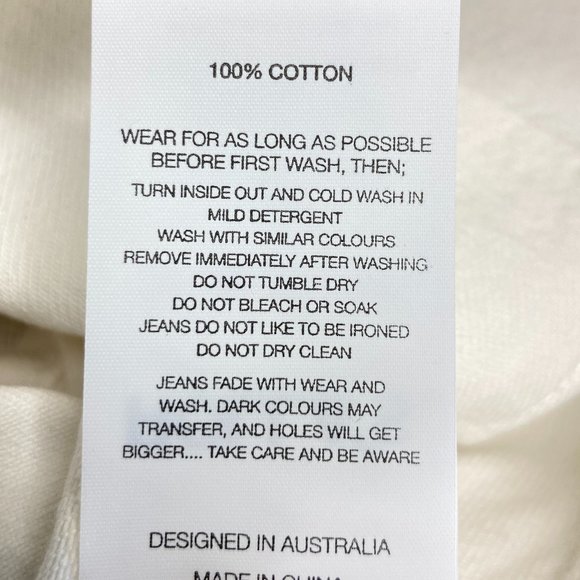 100% COTTON
WEAR FOR AS LONG AS POSSIBLE
BEFORE FIRST WASH, THEN;
TURN INSIDE OUT AND COLD WASH IN
MILD DETERGENT
WASH WITH SIMILAR COLOURS
REMOVE IMMEDIATELY AFTER WASHING
DO NOT TUMBLE DRY
DO NOT BLEACH OR SOAK
JEANS DO NOT LIKE TO BE IRONED
DO NOT DRY CLEAN
JEANS FADE WITH WEAR AND
WASH. DARK COLOURS MAY
TRANSFER, AND HOLES WILL GET
BIGGER.... TAKE CARE AND BE AWARE
DESIGNED IN AUSTRALIA
MADE IN CHINA